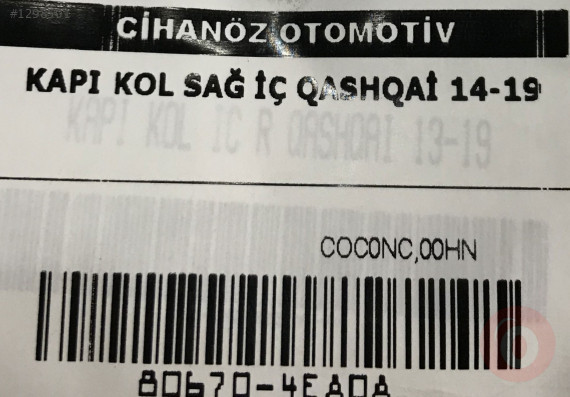 CİHANÖZ OTOMOTİV
KAPI KOL SAĞ İÇ QASHQAİ 14-19
KAPI KOL IC R QASHQAI 13-19
COC0NC,00HN
80670-4EA0A